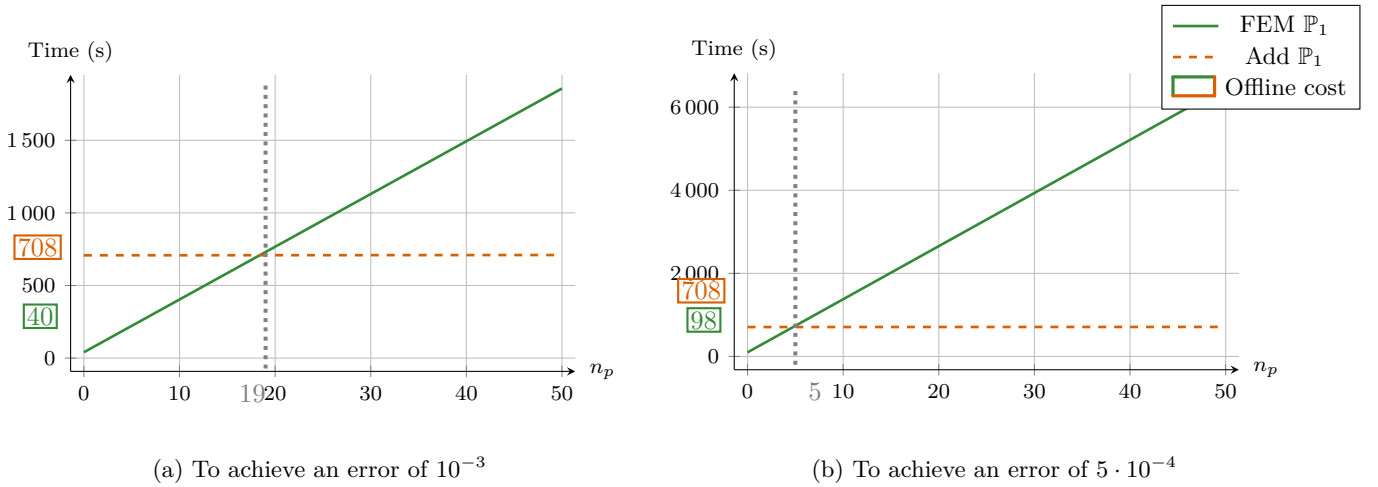 Time (s)
1 500
1 000
708
500
40
0
0 10 19 20 30 40 50
n_p
(a) To achieve an error of 10^{-3}
Time (s)
6 000
4 000
2 000
708
98
0
0 5 10 20 30 40 50
n_p
(b) To achieve an error of 5 · 10^{-4}
FEM ℙ₁
Add ℙ₁
Offline cost